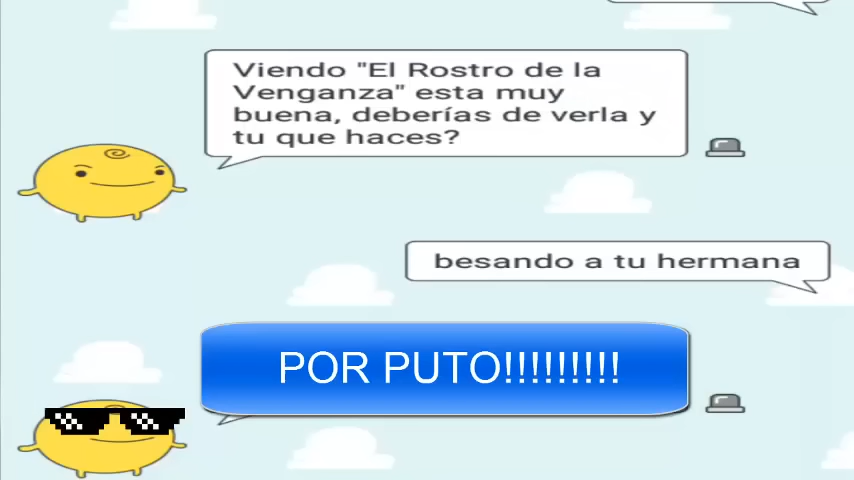 Viendo "El Rostro de la
Venganza" esta muy
buena, deberías de verla y
tu que haces?
besando a tu hermana
POR PUTO!!!!!!!!!